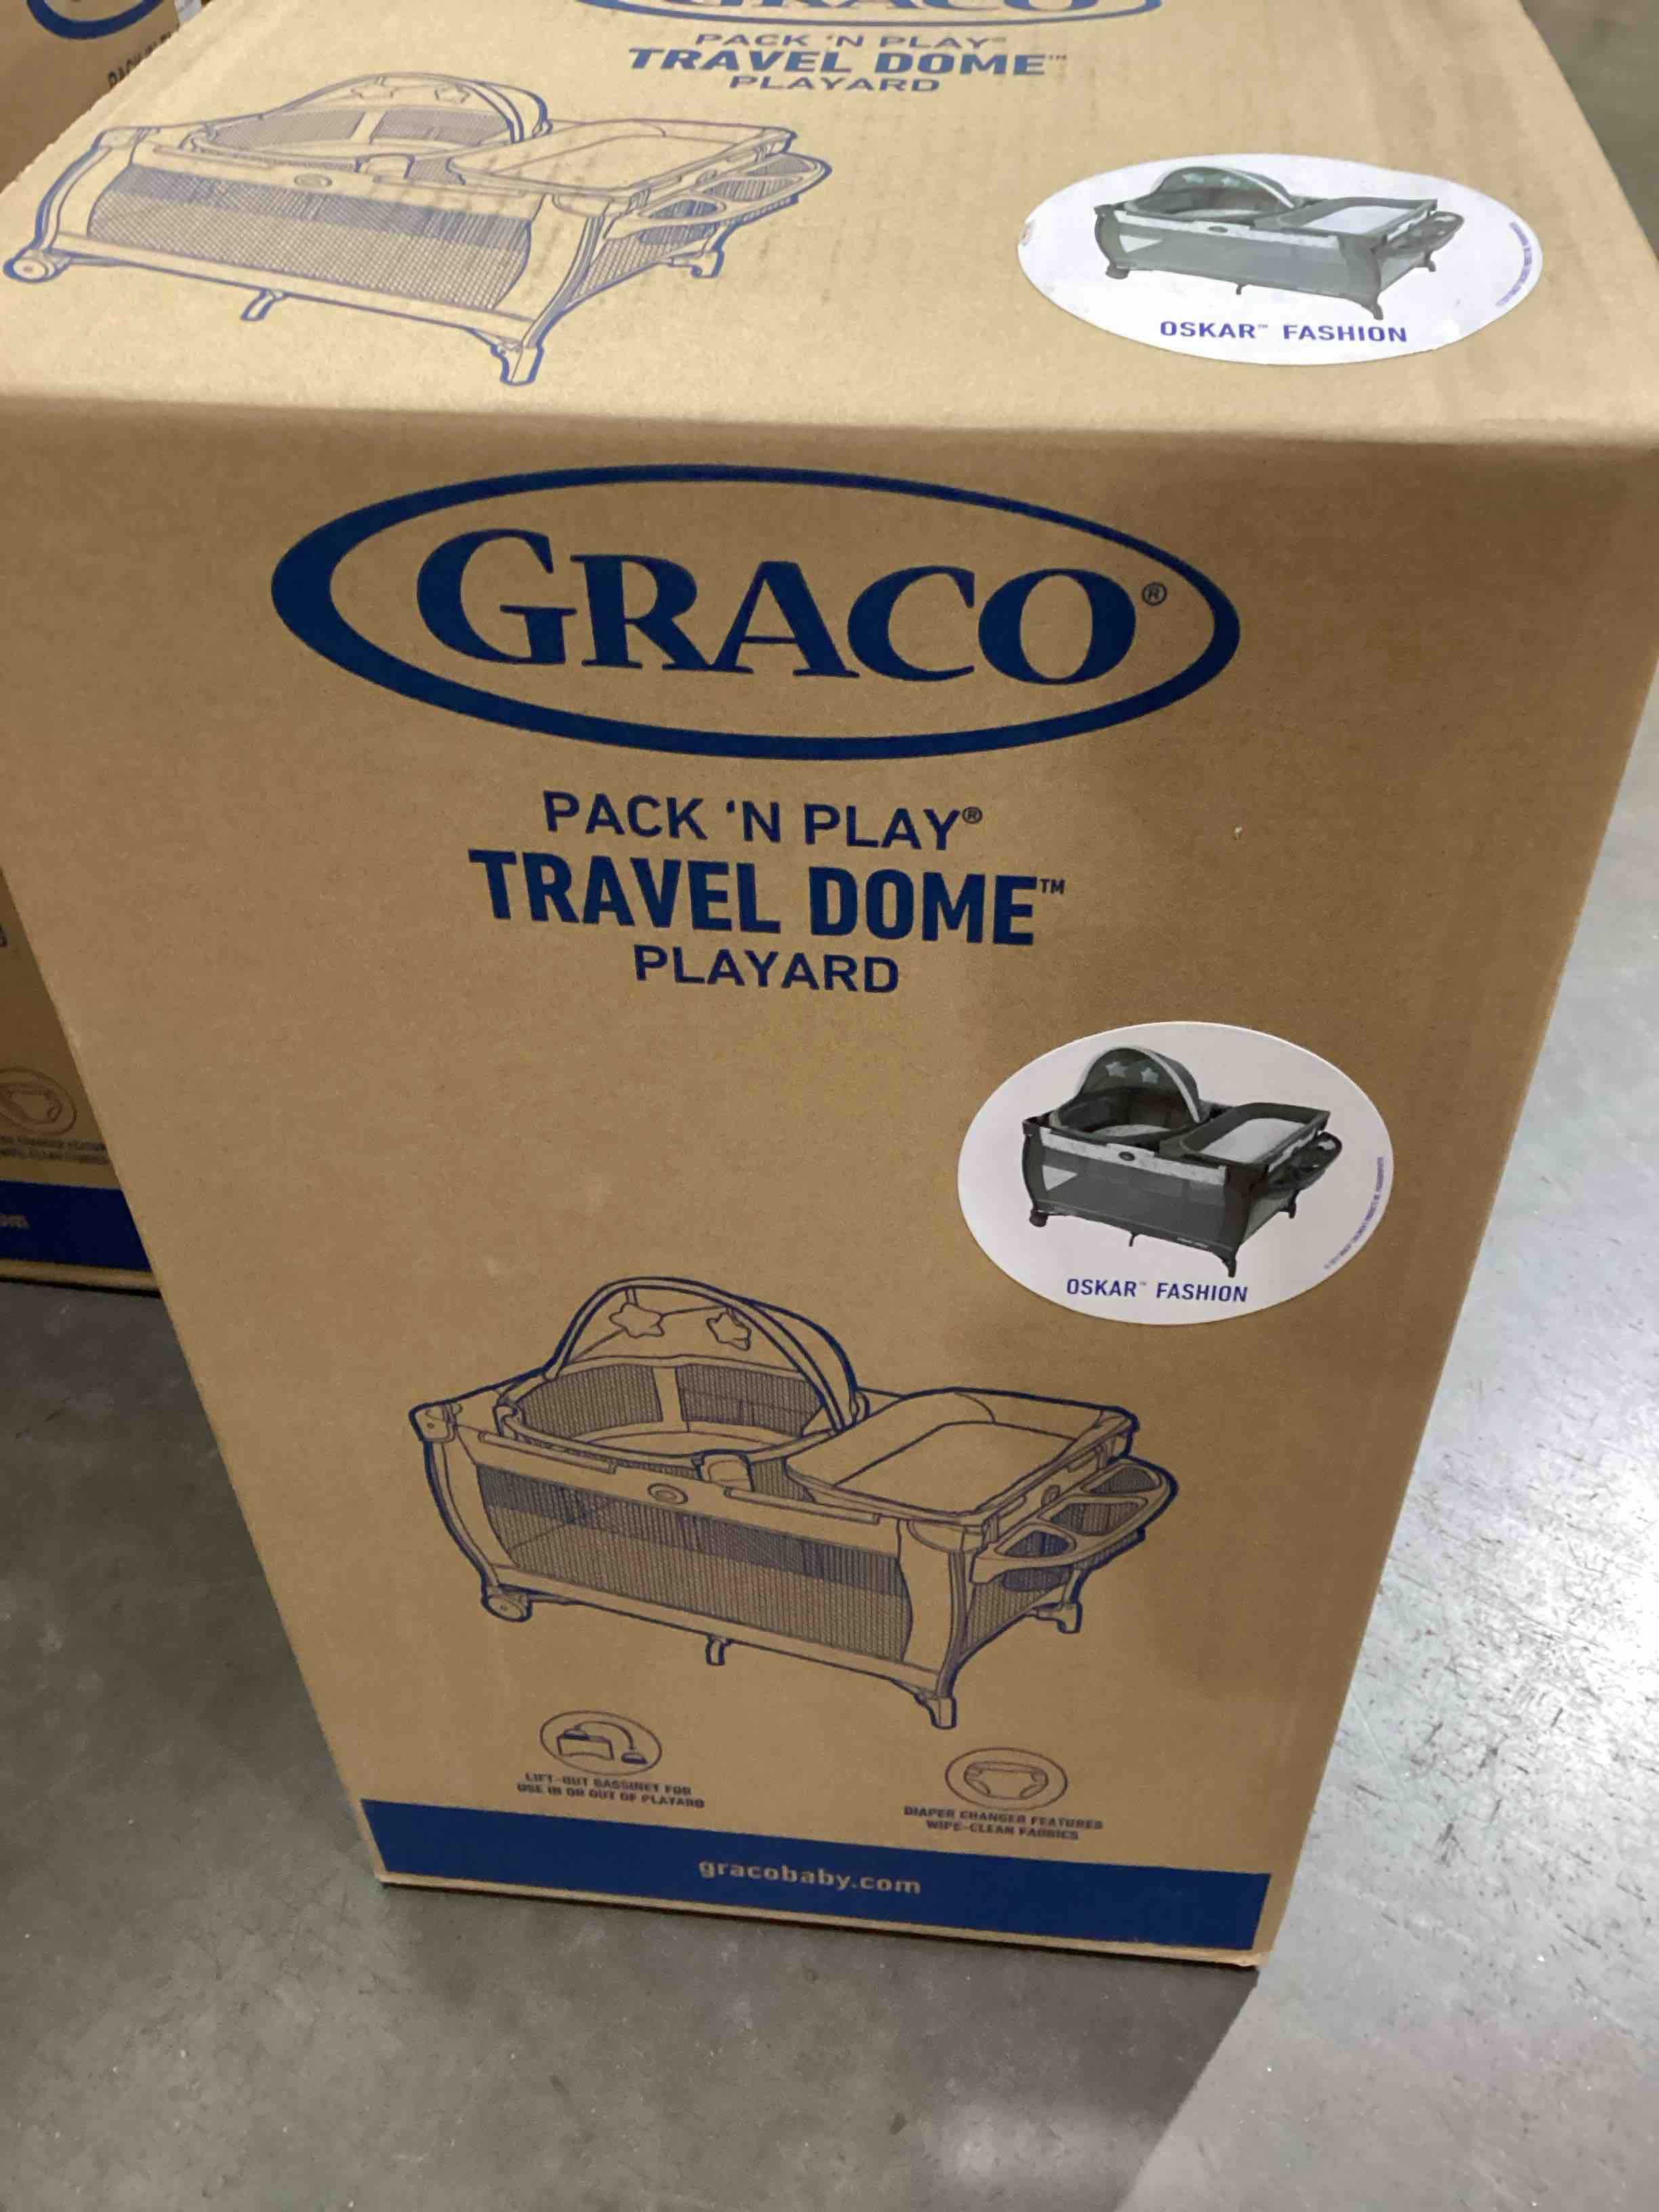 GRACO
PACK 'N PLAY®
TRAVEL DOME™
PLAYARD
OSKAR™ FASHION
GRACO®
PACK 'N PLAY®
TRAVEL DOME™
PLAYARD
OSKAR™ FASHION
LIFT-OUT BASSINET FOR
USE IN OR OUT OF PLAYARD
DIAPER CHANGER FEATURES
WIPE-CLEAN FABRICS
gracobaby.com